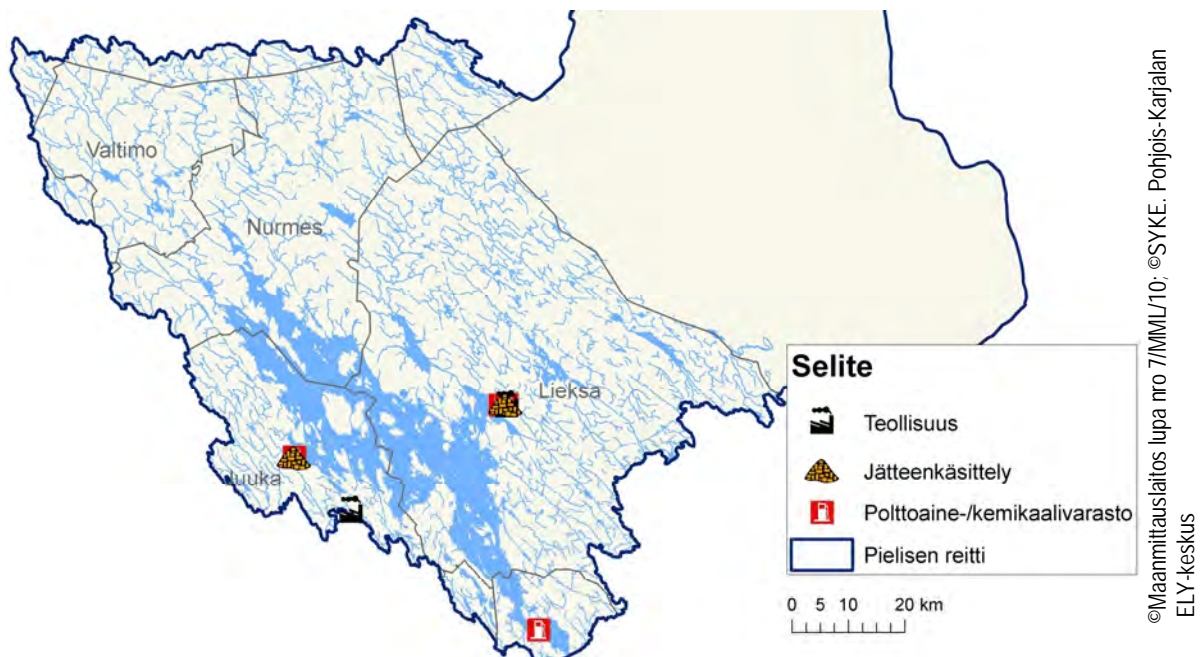 Valtimo
Nurmes
Lieksa
Juuka
Selite
Teollisuus
Jätteenkäsittely
Polttoaine-/kemikaalivarasto
Pielisen reitti
0 5 10 20 km
©Maanmittauslaitos lupa nro 7/MML/10; ©SYKE. Pohjois-Karjalan
ELY-keskus